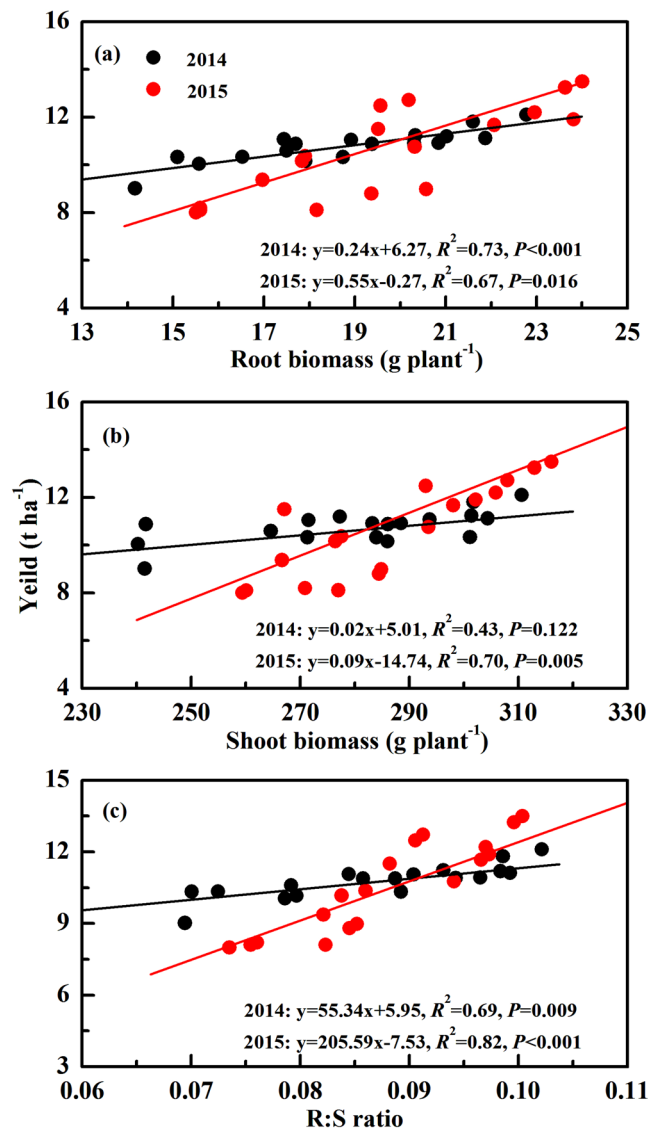 16
(a)
2014
2015
12
8
2014: y=0.24x+6.27, R²=0.73, P<0.001
2015: y=0.55x-0.27, R²=0.67, P=0.016
4
13 15 17 19 21 23 25
Root biomass (g plant⁻¹)
16
(b)
12
Yeild (t ha⁻¹)
8
2014: y=0.02x+5.01, R²=0.43, P=0.122
2015: y=0.09x-14.74, R²=0.70, P=0.005
4
230 250 270 290 310 330
Shoot biomass (g plant⁻¹)
15
(c)
12
9
6
2014: y=55.34x+5.95, R²=0.69, P=0.009
2015: y=205.59x-7.53, R²=0.82, P<0.001
3
0.06 0.07 0.08 0.09 0.10 0.11
R:S ratio